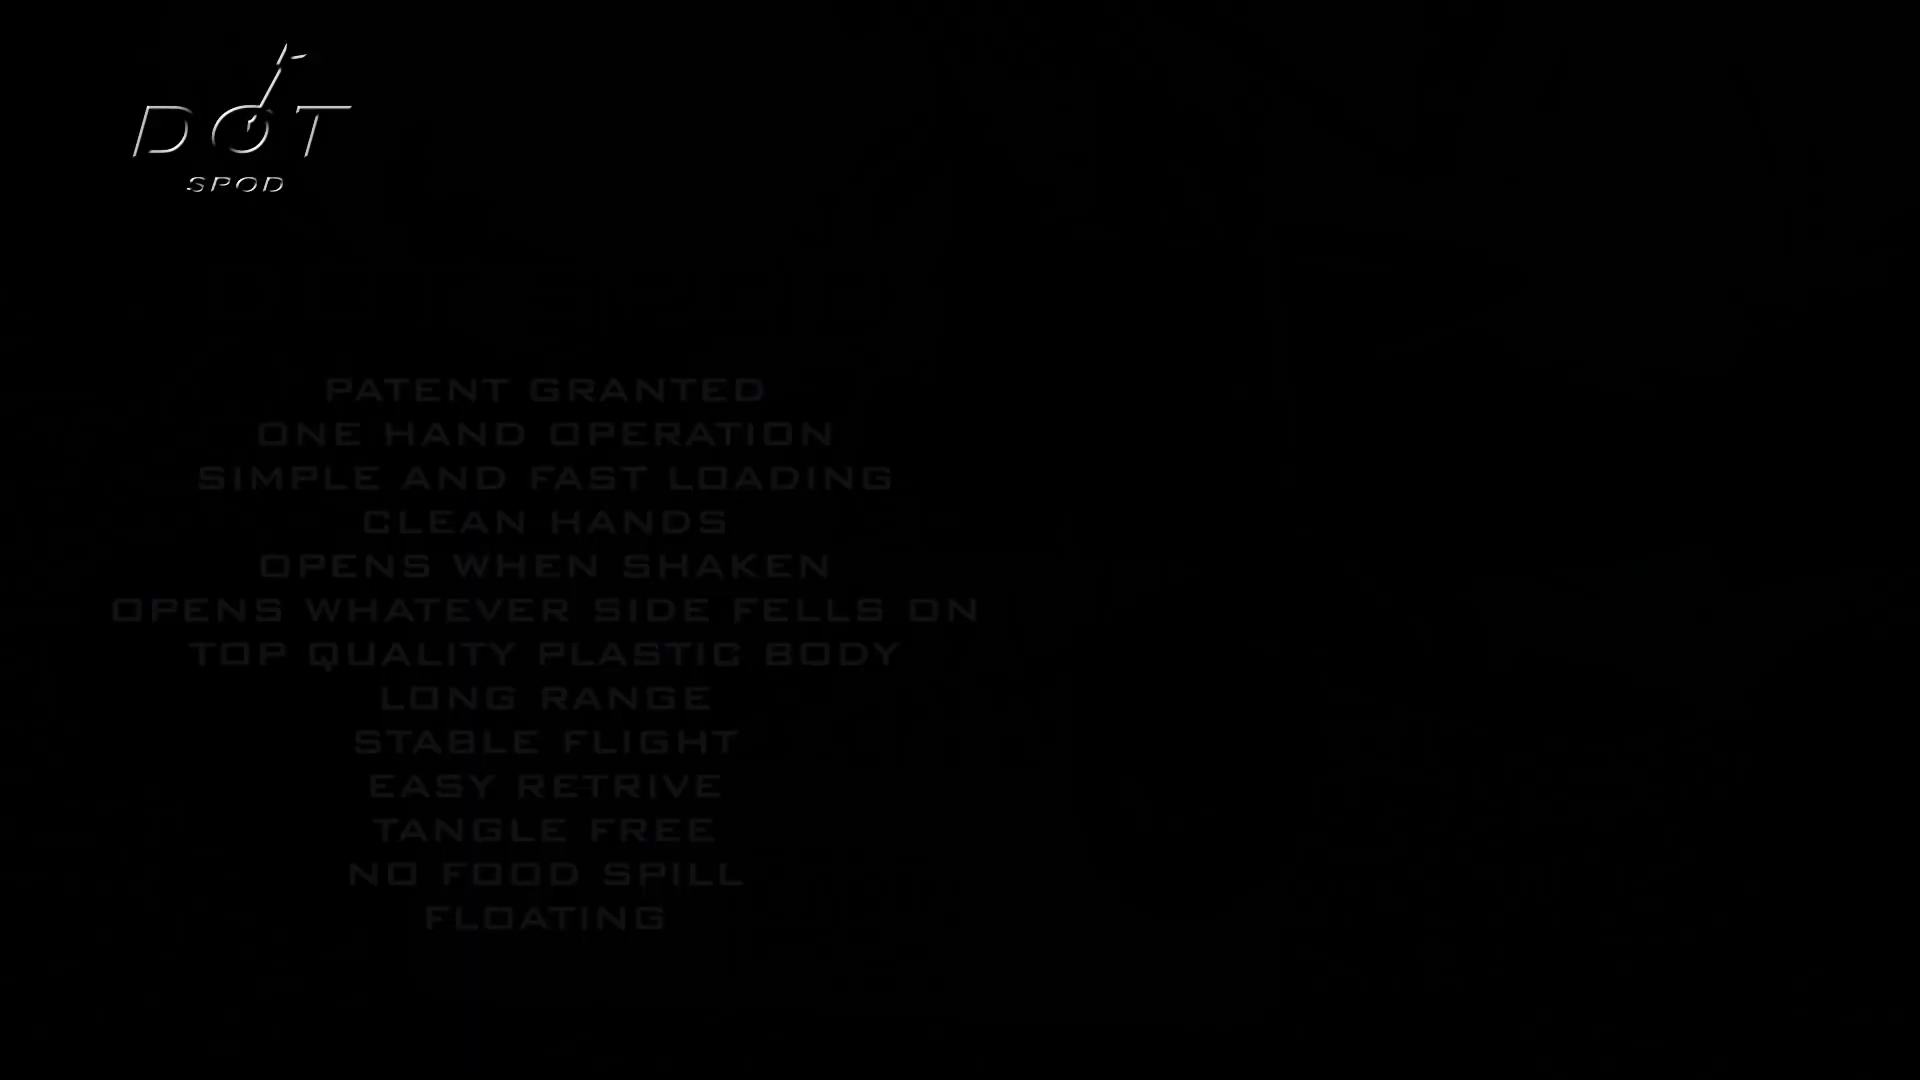 DOT
SPOD
PATENT GRANTED
ONE HAND OPERATION
SIMPLE AND FAST LOADING
CLEAN HANDS
OPENS WHEN SHAKEN
OPENS WHATEVER SIDE FELLS ON
TOP QUALITY PLASTIC BODY
LONG RANGE
STABLE FLIGHT
EASY RETRIVE
TANGLE FREE
NO FOOD SPILL
FLOATING